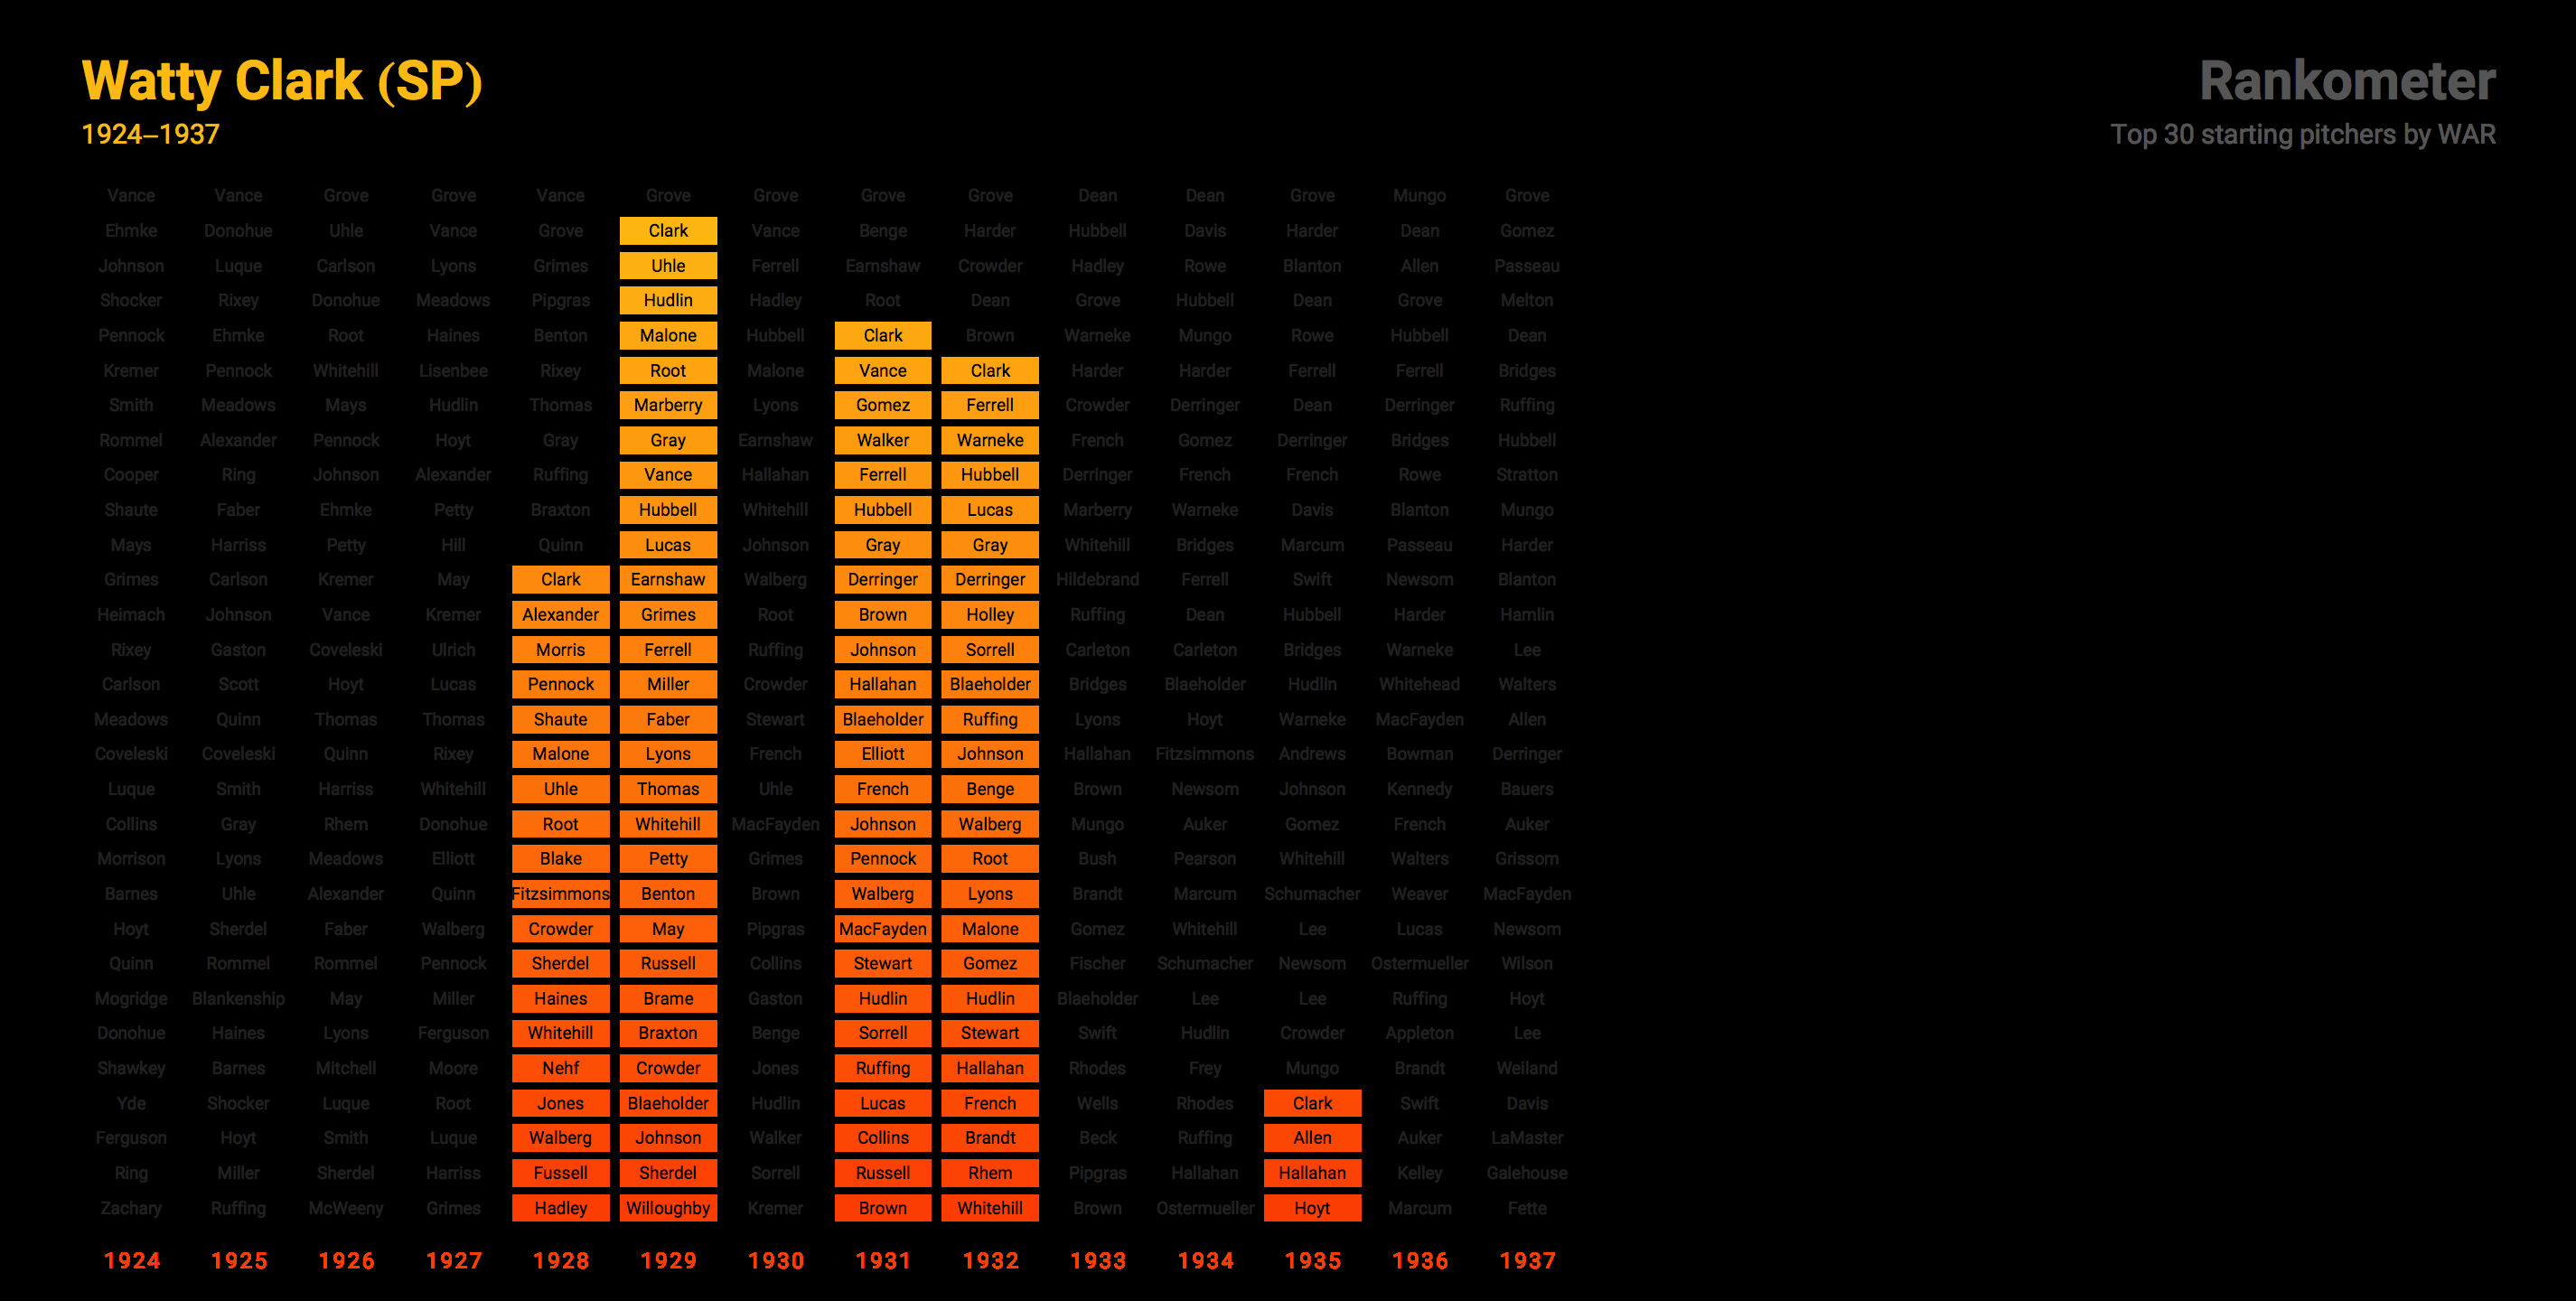 Watty Clark (SP)
1924–1937
Rankometer
Top 30 starting pitchers by WAR
Vance Vance Grove Grove Vance Grove Grove Grove Grove Dean Dean Grove Mungo Grove
Ehmke Donohue Uhle Vance Grove Clark Vance Benge Harder Hubbell Davis Harder Dean Gomez
Johnson Luque Carlson Lyons Grimes Uhle Ferrell Earnshaw Crowder Hadley Rowe Blanton Allen Passeau
Shocker Rixey Donohue Meadows Pipgras Hudlin Hadley Root Dean Grove Hubbell Dean Grove Melton
Pennock Ehmke Root Haines Benton Malone Hubbell Clark Brown Warneke Mungo Rowe Hubbell Dean
Kremer Pennock Whitehill Lisenbee Rixey Root Malone Vance Clark Harder Harder Ferrell Ferrell Bridges
Smith Meadows Mays Hudlin Thomas Marberry Lyons Gomez Ferrell Crowder Derringer Dean Derringer Ruffing
Rommel Alexander Pennock Hoyt Gray Gray Earnshaw Walker Warneke French Gomez Derringer Bridges Hubbell
Cooper Ring Johnson Alexander Ruffing Vance Hallahan Ferrell Hubbell Derringer French French Rowe Stratton
Shaute Faber Ehmke Petty Braxton Hubbell Whitehill Hubbell Lucas Marberry Warneke Davis Blanton Mungo
Mays Harriss Petty Hill Quinn Lucas Johnson Gray Gray Whitehill Bridges Marcum Passeau Harder
Grimes Carlson Kremer May Clark Earnshaw Walberg Derringer Derringer Hildebrand Ferrell Swift Newsom Blanton
Heimach Johnson Vance Kremer Alexander Grimes Root Brown Holley Ruffing Dean Hubbell Harder Hamlin
Rixey Gaston Coveleski Ulrich Morris Ferrell Ruffing Johnson Sorrell Carleton Carleton Bridges Warneke Lee
Carlson Scott Hoyt Lucas Pennock Miller Crowder Hallahan Blaeholder Bridges Blaeholder Hudlin Whitehead Walters
Meadows Quinn Thomas Thomas Shaute Faber Stewart Blaeholder Ruffing Lyons Hoyt Warneke MacFayden Allen
Coveleski Coveleski Quinn Rixey Malone Lyons French Elliott Johnson Hallahan Fitzsimmons Andrews Bowman Derringer
Luque Smith Harriss Whitehill Uhle Thomas Uhle French Benge Brown Newsom Johnson Kennedy Bauers
Collins Gray Rhem Donohue Root Whitehill MacFayden Johnson Walberg Mungo Auker Gomez French Auker
Morrison Lyons Meadows Elliott Blake Petty Grimes Pennock Root Bush Pearson Whitehill Walters Grissom
Barnes Uhle Alexander Quinn Fitzsimmons Benton Brown Walberg Lyons Brandt Marcum Schumacher Weaver MacFayden
Hoyt Sherdel Faber Walberg Crowder May Pipgras MacFayden Malone Gomez Whitehill Lee Lucas Newsom
Quinn Rommel Rommel Pennock Sherdel Russell Collins Stewart Gomez Fischer Schumacher Newsom Ostermueller Wilson
Mogridge Blankenship May Miller Haines Brame Gaston Hudlin Hudlin Blaeholder Lee Lee Ruffing Hoyt
Donohue Haines Lyons Ferguson Whitehill Braxton Benge Sorrell Stewart Swift Hudlin Crowder Appleton Lee
Shawkey Barnes Mitchell Moore Nehf Crowder Jones Ruffing Hallahan Rhodes Frey Mungo Brandt Weiland
Yde Shocker Luque Root Jones Blaeholder Hudlin Lucas French Wells Rhodes Clark Swift Davis
Ferguson Hoyt Smith Luque Walberg Johnson Walker Collins Brandt Beck Ruffing Allen Auker LaMaster
Ring Miller Sherdel Harriss Fussell Sherdel Sorrell Russell Rhem Pipgras Hallahan Hallahan Kelley Galehouse
Zachary Ruffing McWeeny Grimes Hadley Willoughby Kremer Brown Whitehill Brown Ostermueller Hoyt Marcum Fette
1924 1925 1926 1927 1928 1929 1930 1931 1932 1933 1934 1935 1936 1937